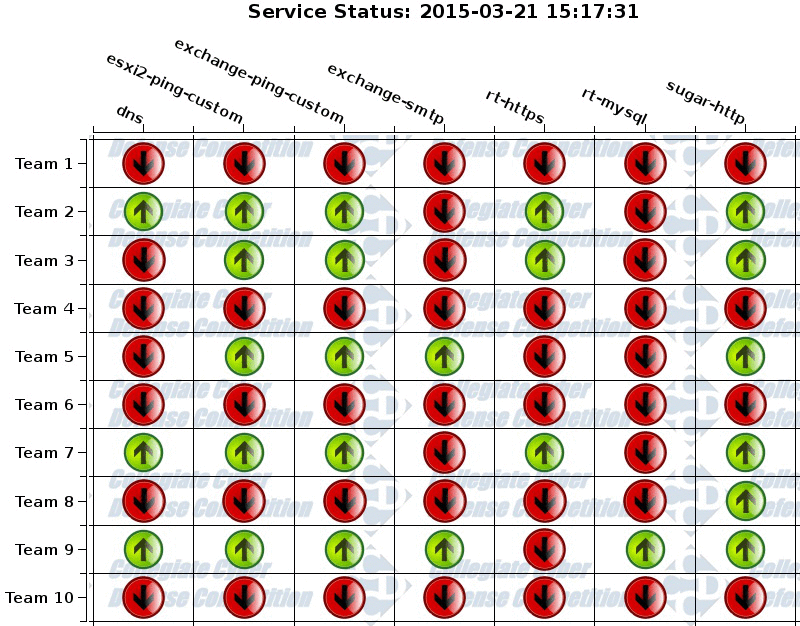 Service Status: 2015-03-21 15:17:31
dns
esxi2-ping-custom
exchange-ping-custom
exchange-smtp
rt-https
rt-mysql
sugar-http
Team 1
Team 2
Team 3
Team 4
Team 5
Team 6
Team 7
Team 8
Team 9
Team 10
Collegiate Cyber
Defense Competition